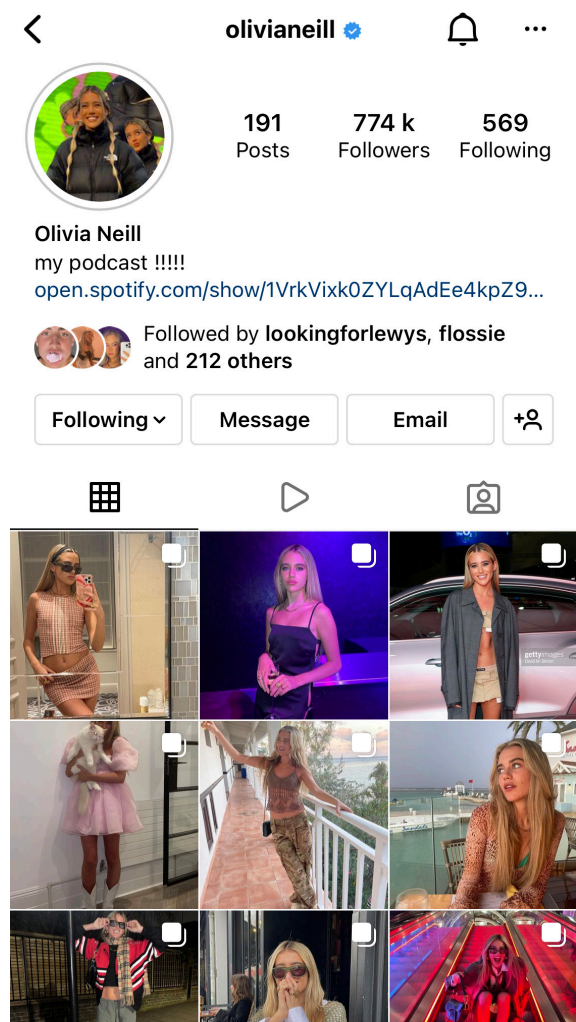 olivianeill
191 774 k 569
Posts Followers Following
Olivia Neill
my podcast !!!!!
open.spotify.com/show/1VrkVixk0ZYLqAdEe4kpZ9...
Followed by lookingforlewys, flossie
and 212 others
Following Message Email
gettyimages